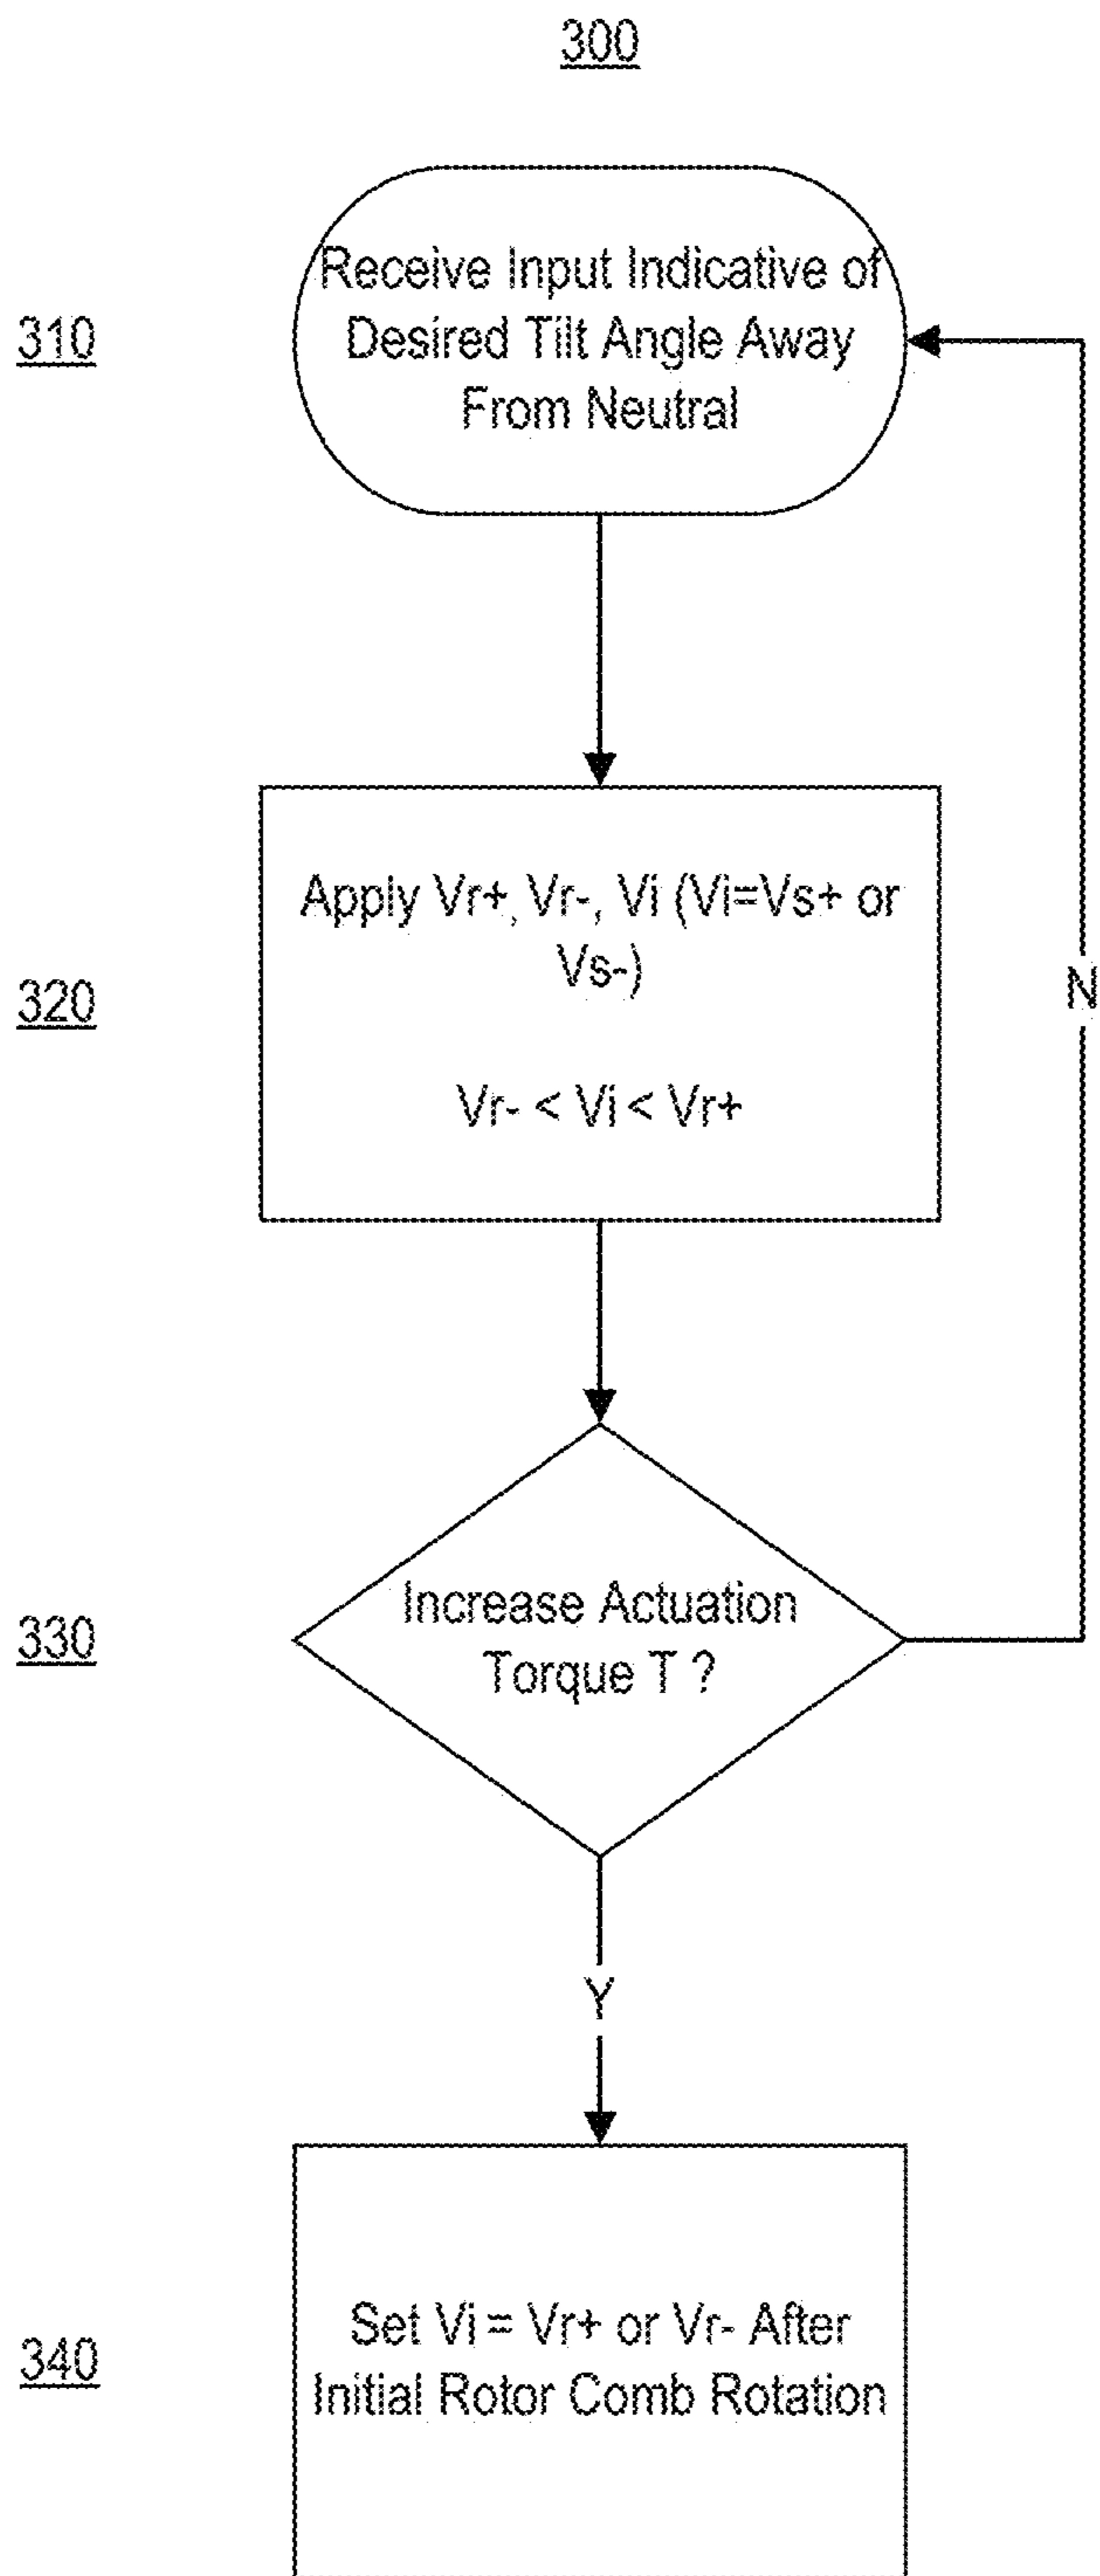 300
310
Receive Input Indicative of
Desired Tilt Angle Away
From Neutral
320
Apply Vr+, Vr-, Vi (Vi=Vs+ or
Vs-)
Vr- < Vi < Vr+
N
330
Increase Actuation
Torque T ?
Y
340
Set Vi = Vr+ or Vr- After
Initial Rotor Comb Rotation